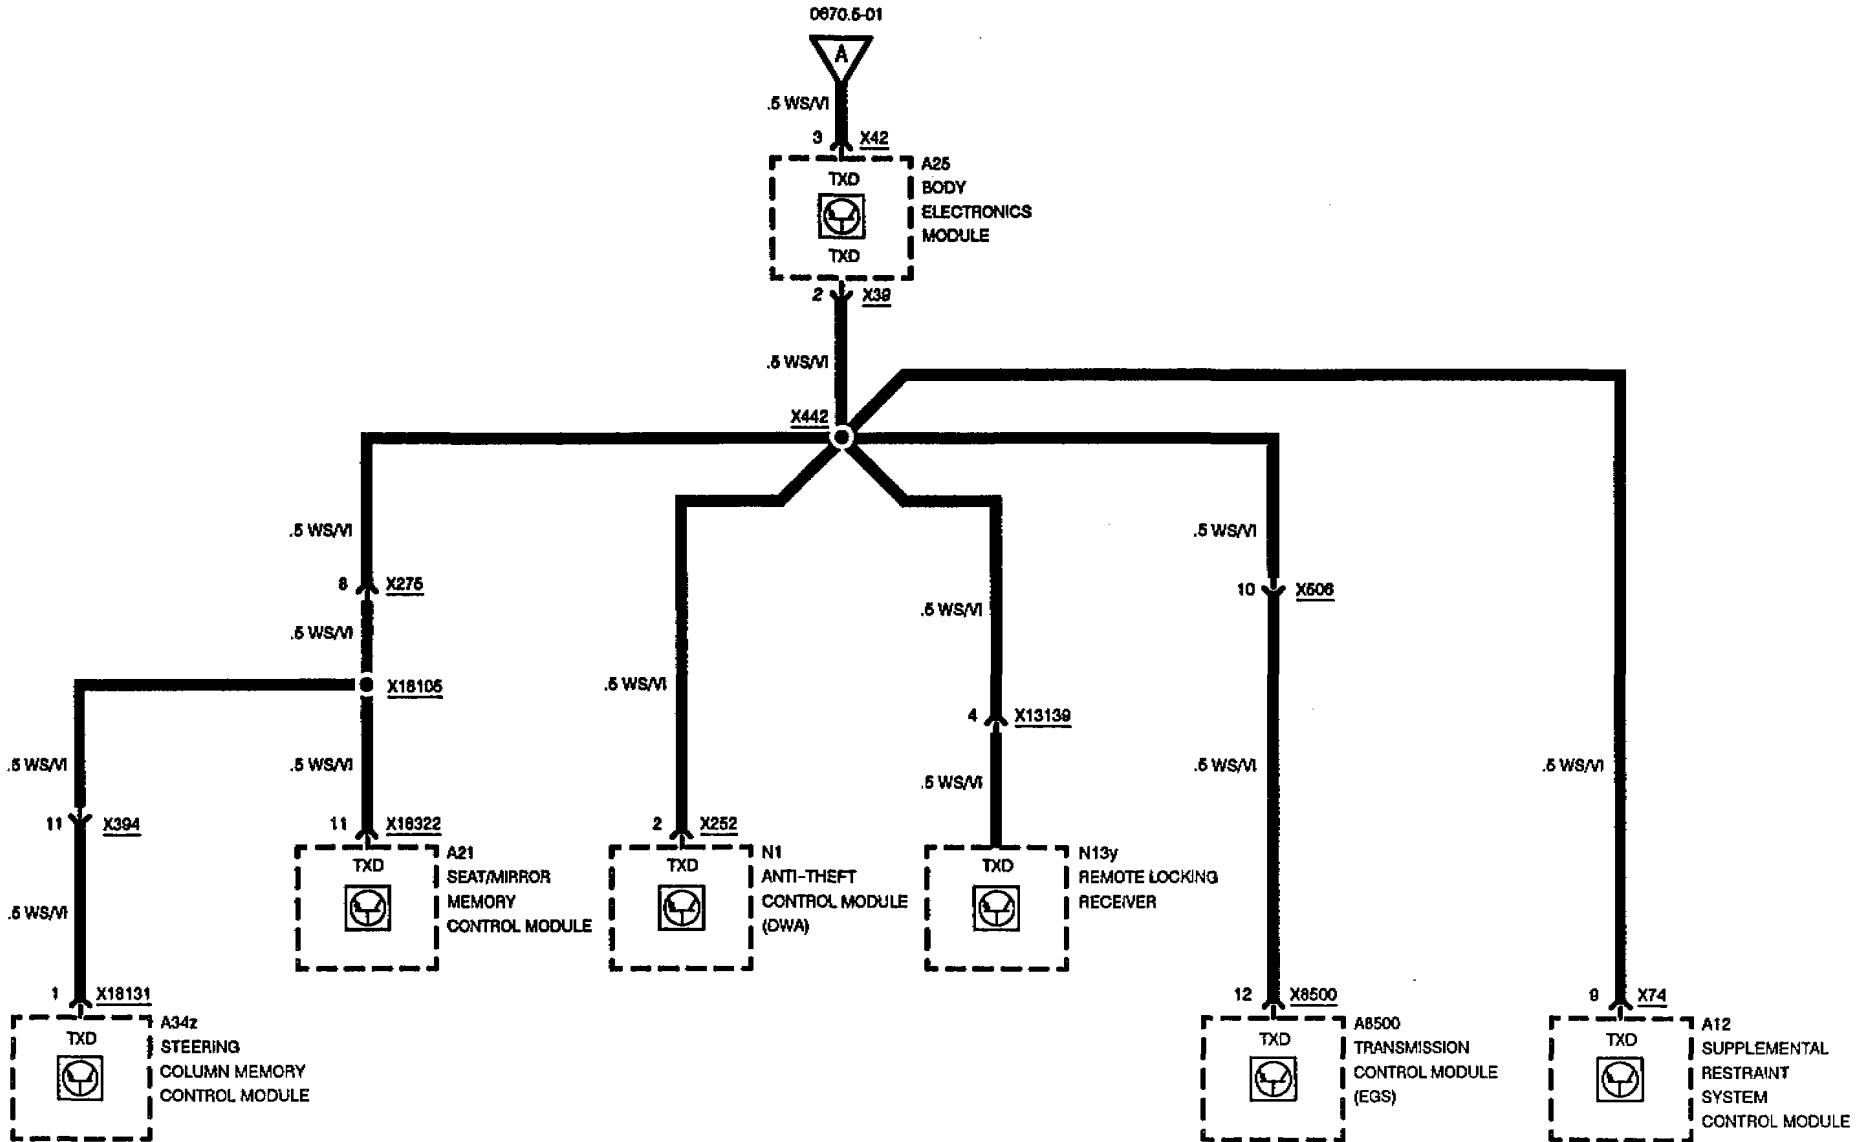 0670.5-01
A
.5 WS/VI
3 X42
A25
BODY
ELECTRONICS
MODULE
TXD
TXD
2 X39
.5 WS/VI
X442
.5 WS/VI
8 X275
.5 WS/VI
X18105
.5 WS/VI
11 X394
.5 WS/VI
1 X18131
TXD
A34z
STEERING
COLUMN MEMORY
CONTROL MODULE
.5 WS/VI
11 X18322
TXD
A21
SEAT/MIRROR
MEMORY
CONTROL MODULE
.5 WS/VI
2 X252
TXD
N1
ANTI-THEFT
CONTROL MODULE
(DWA)
.5 WS/VI
4 X13139
.5 WS/VI
TXD
N13y
REMOTE LOCKING
RECEIVER
.5 WS/VI
10 X506
.5 WS/VI
12 X8500
TXD
A8500
TRANSMISSION
CONTROL MODULE
(EGS)
.5 WS/VI
9 X74
TXD
A12
SUPPLEMENTAL
RESTRAINT
SYSTEM
CONTROL MODULE